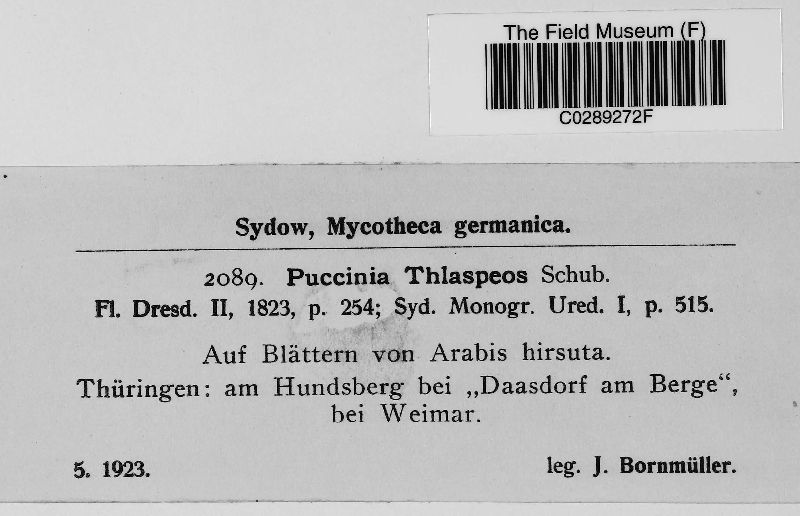 The Field Museum (F)
C0289272F
Sydow, Mycotheca germanica.
2089. Puccinia Thlaspeos Schub.
Fl. Dresd. II, 1823, p. 254; Syd. Monogr. Ured. I, p. 515.
Auf Blättern von Arabis hirsuta.
Thüringen: am Hundsberg bei „Daasdorf am Berge“,
bei Weimar.
5. 1923. leg. J. Bornmüller.